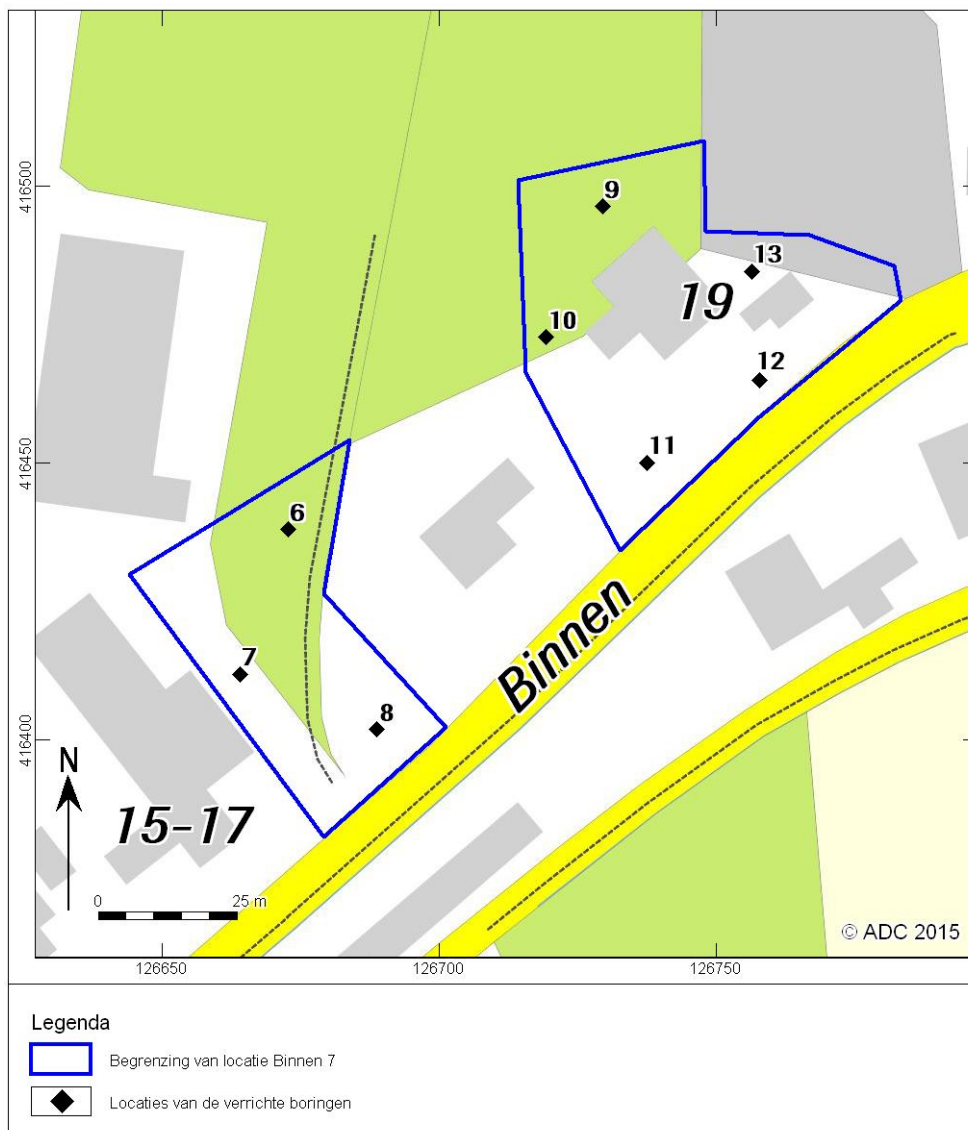 416500
416450
416400
9
13
19
10
12
11
6
Binnen
7
8
N
15-17
0 25 m
© ADC 2015
126650 126700 126750
Legenda
Begrenzing van locatie Binnen 7
Locaties van de verrichte boringen